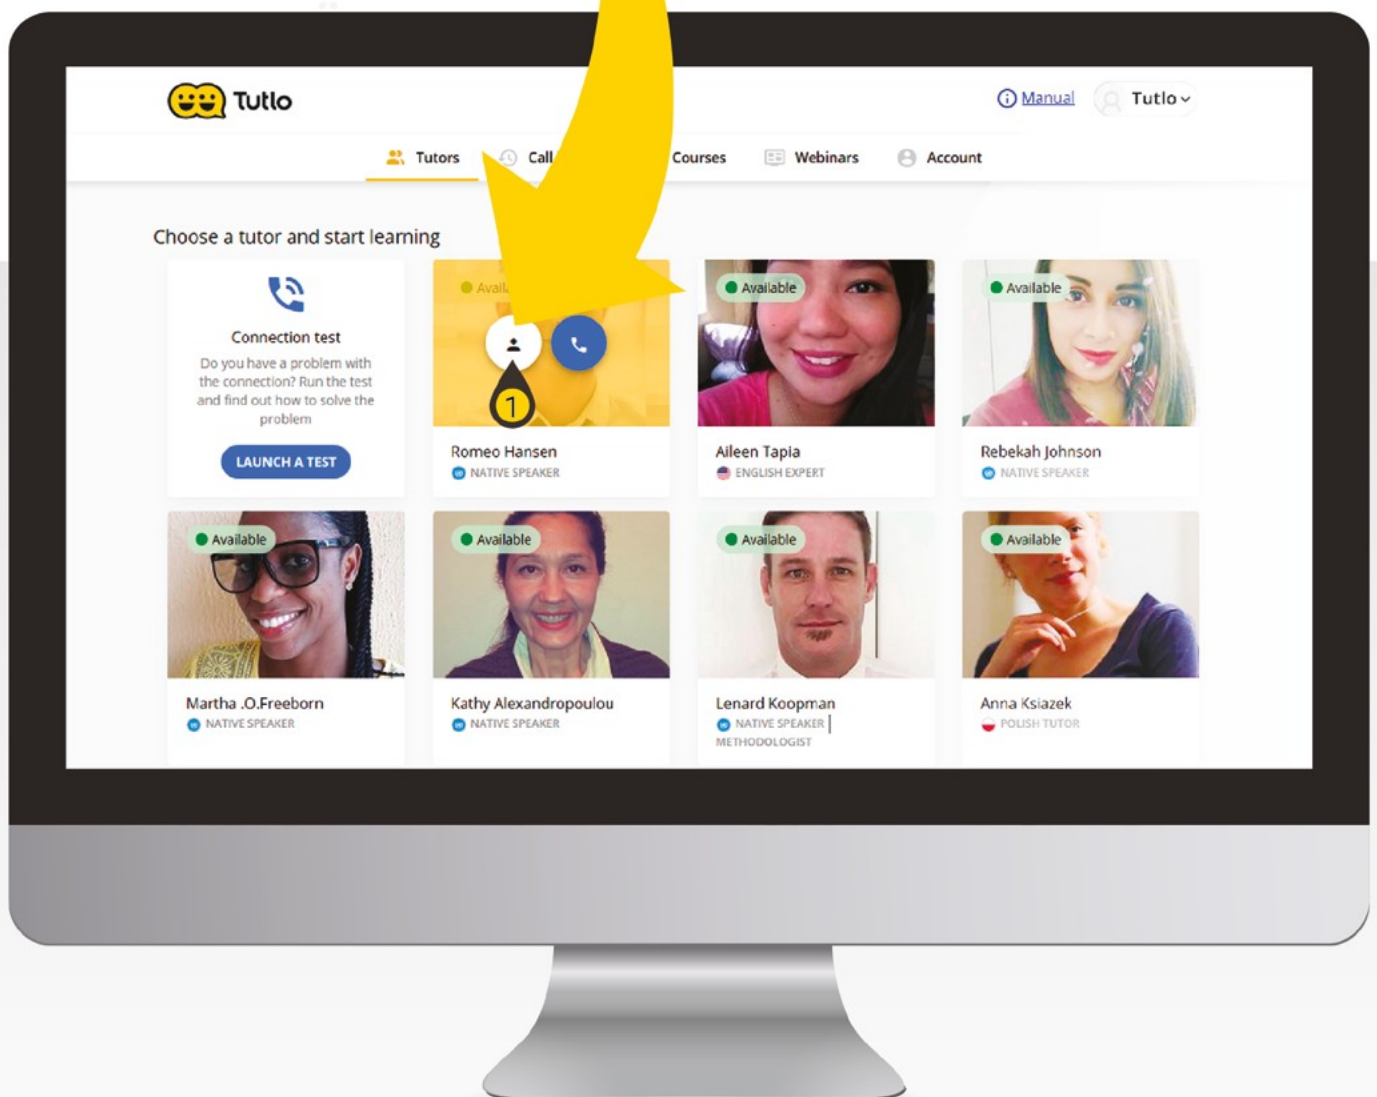 Tutlo
Manual
Tutlo
Tutors
Call
Courses
Webinars
Account
Choose a tutor and start learning
Connection test
Do you have a problem with
the connection? Run the test
and find out how to solve the
problem
LAUNCH A TEST
1
Romeo Hansen
NATIVE SPEAKER
Available
Aileen Tapia
ENGLISH EXPERT
Available
Rebekah Johnson
NATIVE SPEAKER
Available
Martha .O.Freeborn
NATIVE SPEAKER
Available
Kathy Alexandropoulou
NATIVE SPEAKER
Available
Lenard Koopman
NATIVE SPEAKER |
METHODOLOGIST
Available
Anna Ksiazek
POLISH TUTOR